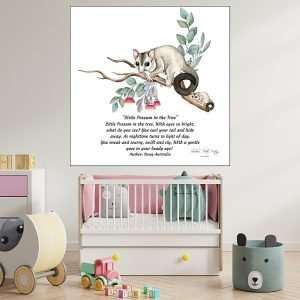 "Little Possum in the Tree"
Little Possum in the tree, With eyes so bright,
what do you see? You curl your tail and hide
away, As nighttime turns to light of day.
You sneak and scurry, swift and sly, With a gentle
gaze in your beady eye!
Author: Daisy Australia